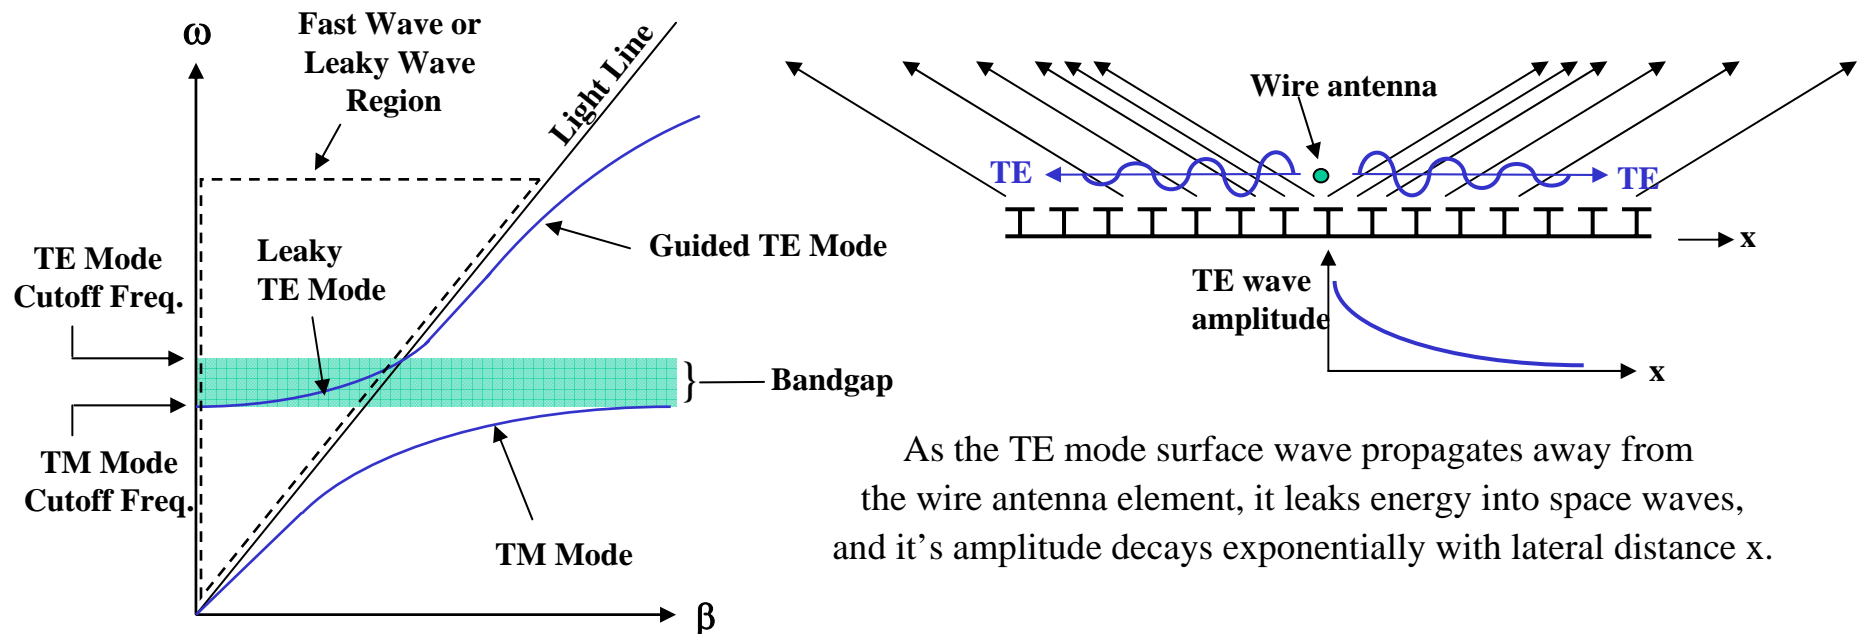 ω
Fast Wave or
Leaky Wave
Region
Light Line
Leaky
TE Mode
Guided TE Mode
TE Mode
Cutoff Freq.
Bandgap
TM Mode
Cutoff Freq.
TM Mode
β
Wire antenna
TE
TE
x
TE wave
amplitude
x
As the TE mode surface wave propagates away from
the wire antenna element, it leaks energy into space waves,
and it's amplitude decays exponentially with lateral distance x.